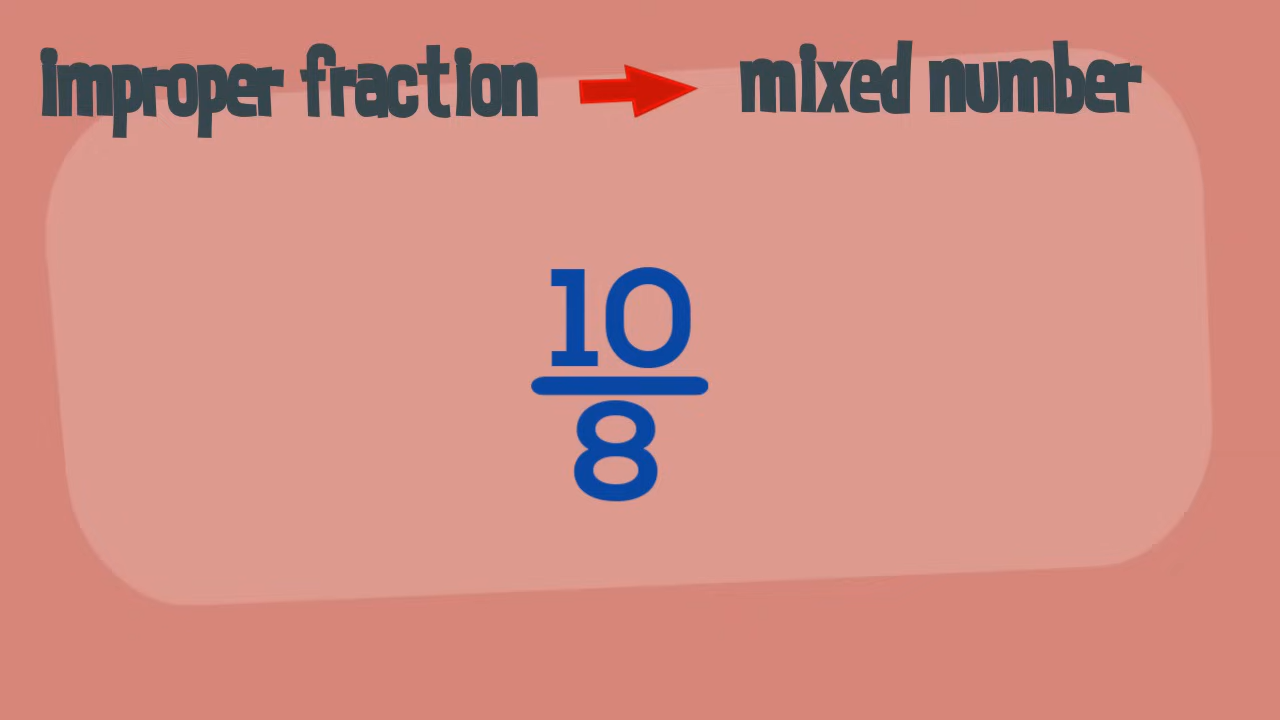 improper fraction → mixed number
10
8